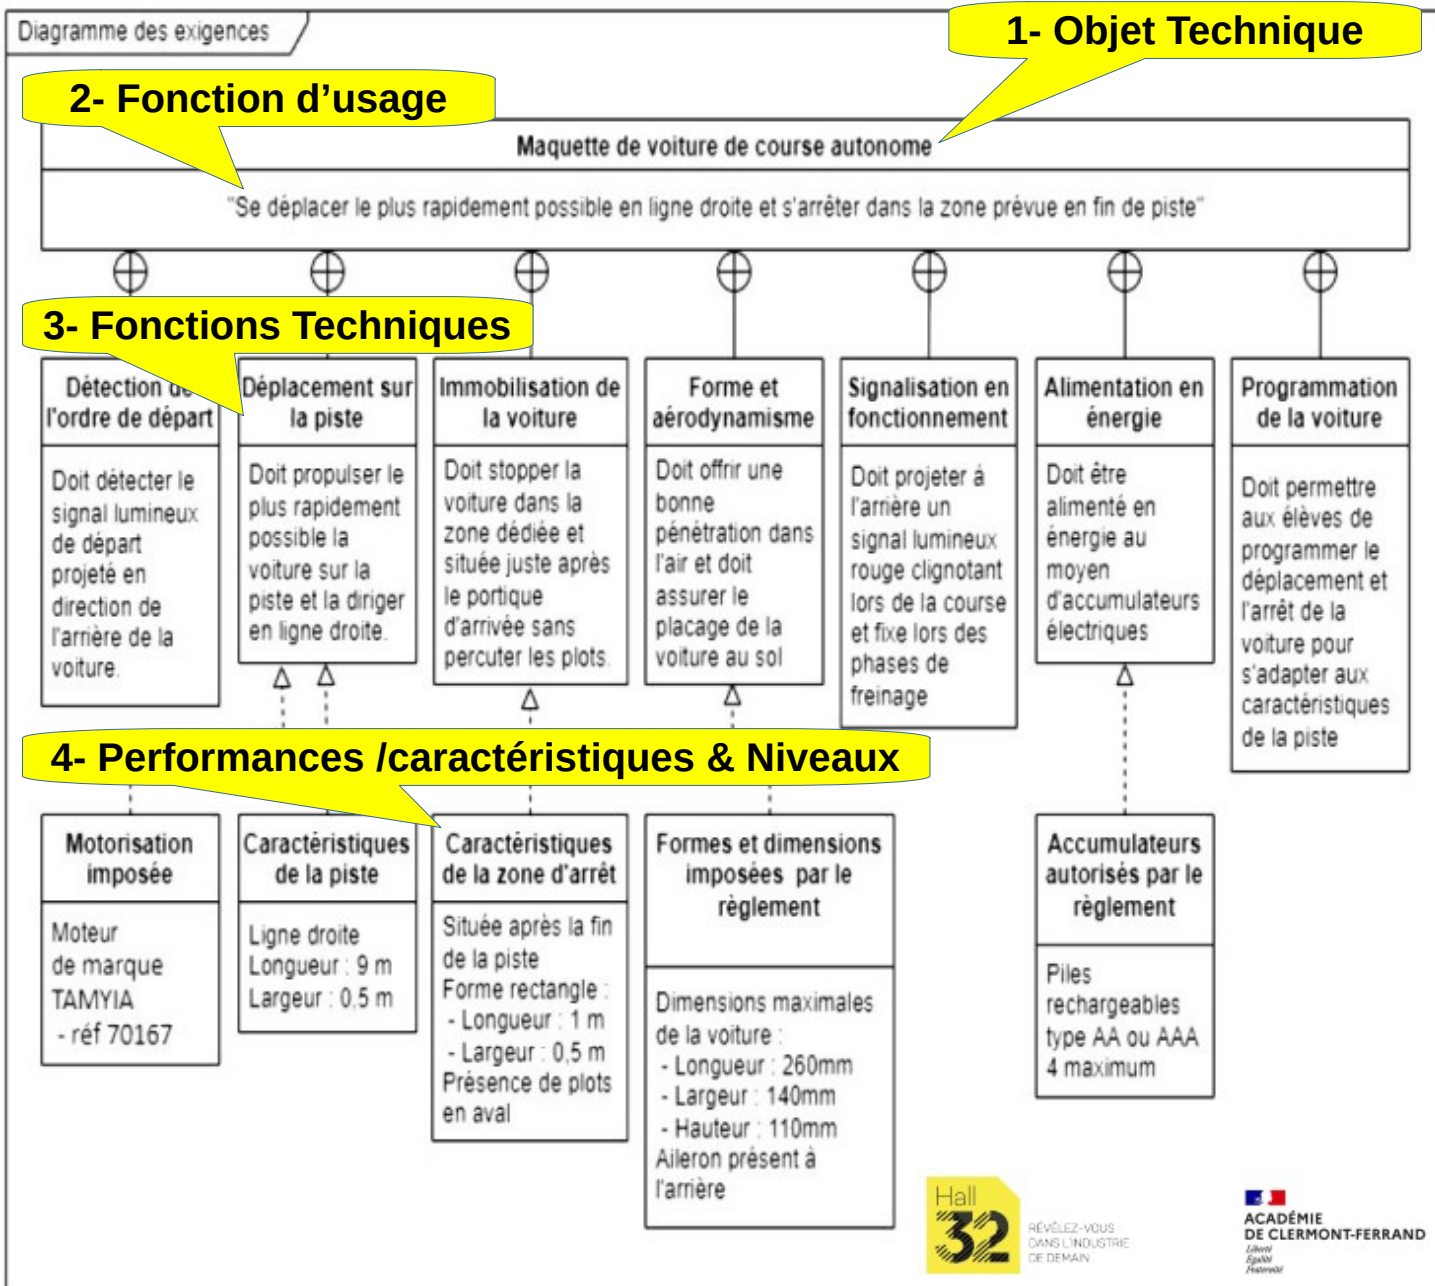 Diagramme des exigences
1- Objet Technique
2- Fonction d’usage
Maquette de voiture de course autonome
"Se déplacer le plus rapidement possible en ligne droite et s'arrêter dans la zone prévue en fin de piste"
3- Fonctions Techniques
Détection de
l'ordre de départ
Doit détecter le
signal lumineux
de départ
projeté en
direction de
l'arrière de la
voiture.
Déplacement sur
la piste
Doit propulser le
plus rapidement
possible la
voiture sur la
piste et la diriger
en ligne droite.
Immobilisation de
la voiture
Doit stopper la
voiture dans la
zone dédiée et
située juste après
le portique
d'arrivée sans
percuter les plots.
Forme et
aérodynamisme
Doit offrir une
bonne
pénétration dans
l'air et doit
assurer le
placage de la
voiture au sol
Signalisation en
fonctionnement
Doit projeter à
l'arrière un
signal lumineux
rouge clignotant
lors de la course
et fixe lors des
phases de
freinage
Alimentation en
énergie
Doit être
alimenté en
énergie au
moyen
d'accumulateurs
électriques
Programmation
de la voiture
Doit permettre
aux élèves de
programmer le
déplacement et
l'arrêt de la
voiture pour
s'adapter aux
caractéristiques
de la piste
4- Performances /caractéristiques & Niveaux
Motorisation
imposée
Moteur
de marque
TAMYIA
- réf 70167
Caractéristiques
de la piste
Ligne droite
Longueur : 9 m
Largeur : 0,5 m
Caractéristiques
de la zone d'arrêt
Située après la fin
de la piste
Forme rectangle :
- Longueur : 1 m
- Largeur : 0,5 m
Présence de plots
en aval
Formes et dimensions
imposées par le
règlement
Dimensions maximales
de la voiture :
- Longueur : 260mm
- Largeur : 140mm
- Hauteur : 110mm
Aileron présent à
l'arrière
Accumulateurs
autorisés par le
règlement
Piles
rechargeables
type AA ou AAA
4 maximum
Hall
32
RÉVÉLEZ-VOUS
DANS L'INDUSTRIE
DE DEMAIN
ACADÉMIE
DE CLERMONT-FERRAND
Liberté
Égalité
Fraternité